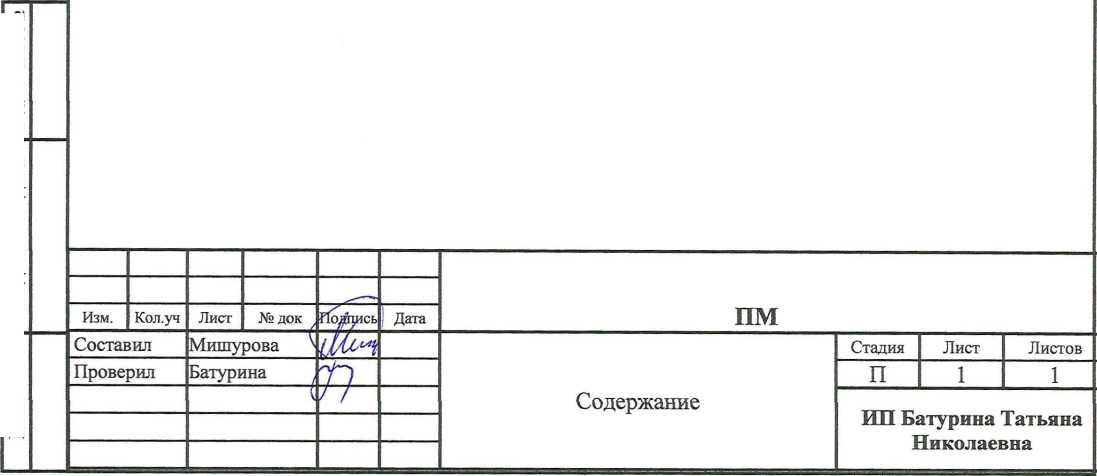 ПМ
Изм. Кол.уч Лист № док Подпись Дата
Составил Мишурова
Проверил Батурина
Содержание
Стадия Лист Листов
П 1 1
ИП Батурина Татьяна
Николаевна